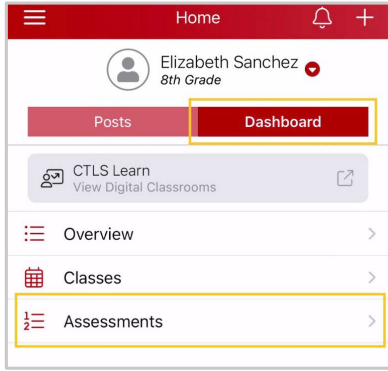 Home
Elizabeth Sanchez
8th Grade
Posts
Dashboard
CTLS Learn
View Digital Classrooms
Overview
Classes
Assessments